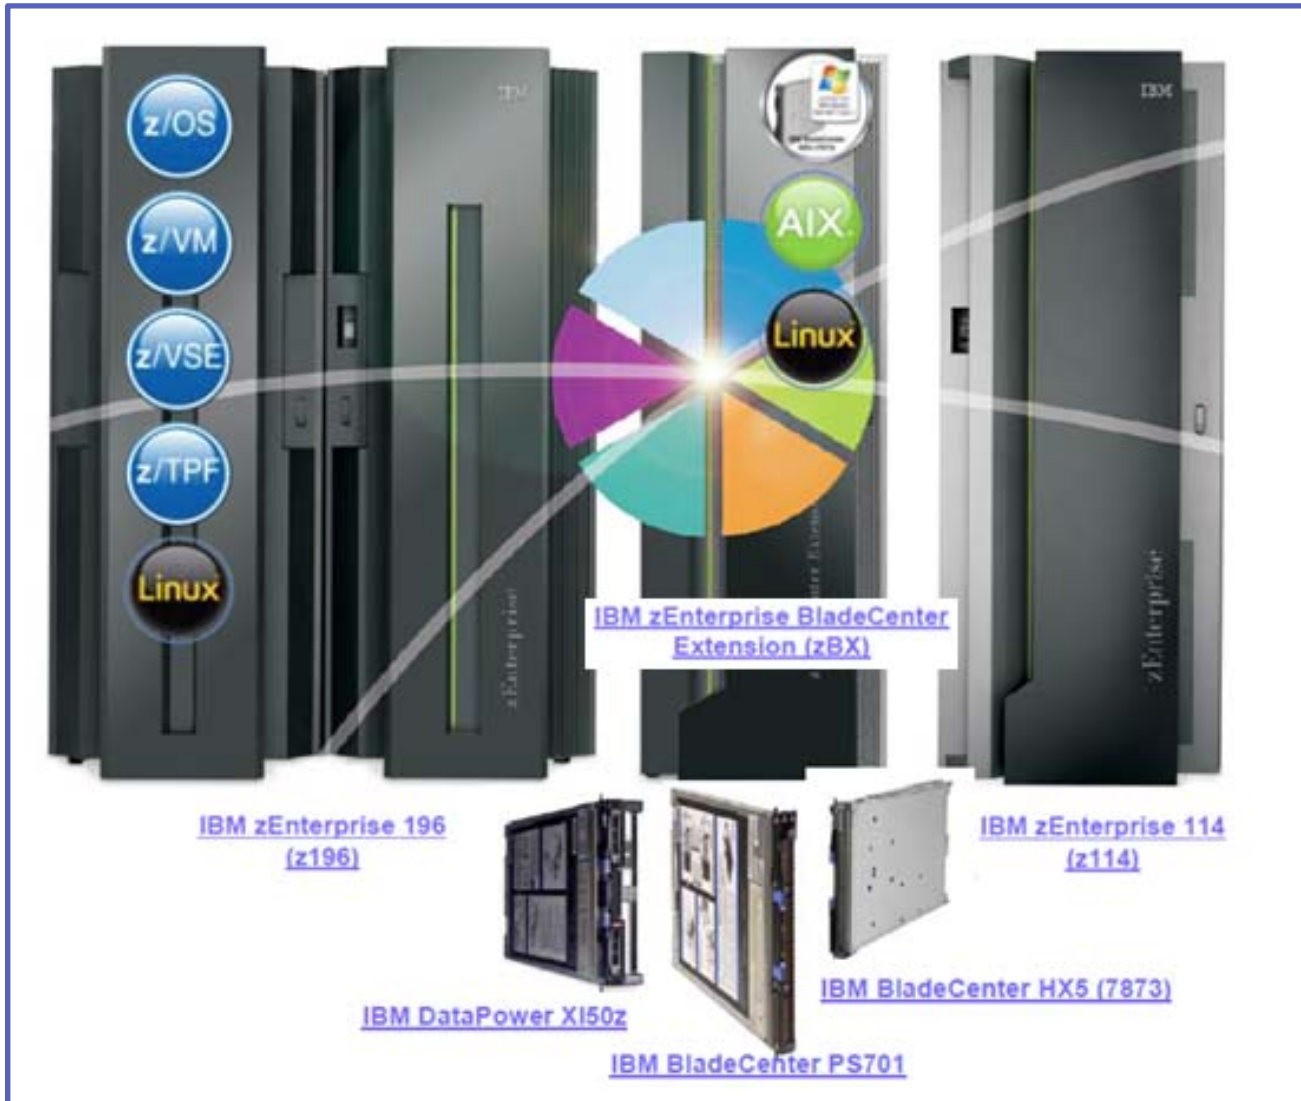 IBM
z/OS
z/VM
z/VSE
z/TPF
Linux
zEnterprise
AIX
Linux
IBM
zEnterprise
IBM zEnterprise BladeCenter
Extension (zBX)
IBM zEnterprise 196
(z196)
IBM zEnterprise 114
(z114)
IBM DataPower XI50z
IBM BladeCenter PS701
IBM BladeCenter HX5 (7873)